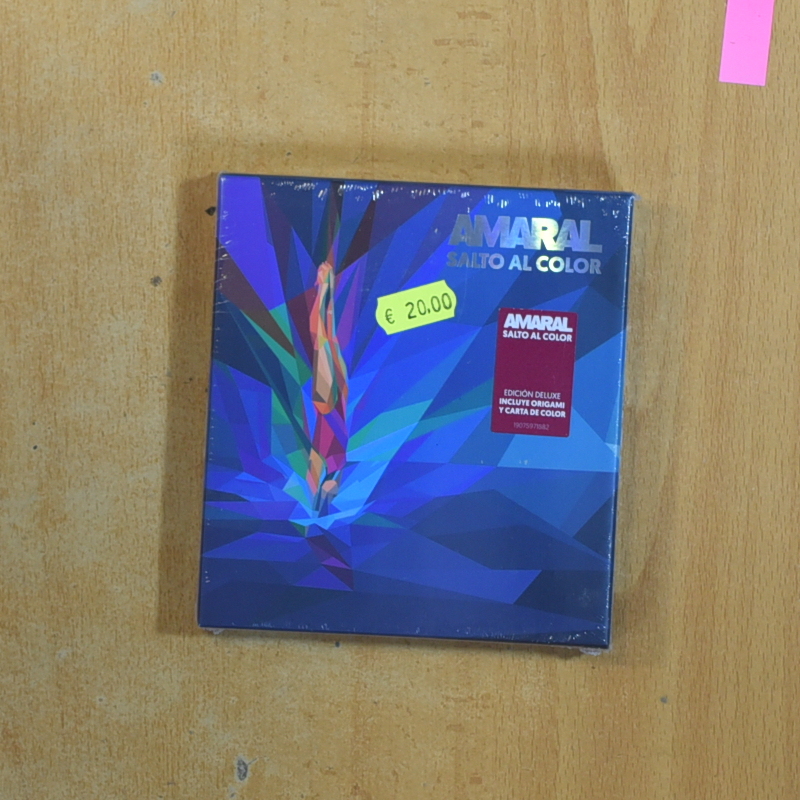 AMARAL
SALTO AL COLOR
€ 20.00
AMARAL
SALTO AL COLOR
EDICIÓN DELUXE
INCLUYE ORIGAMI
Y CARTA DE COLOR